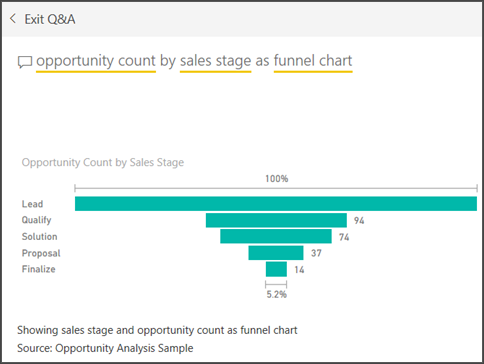 Exit Q&A
opportunity count by sales stage as funnel chart
Opportunity Count by Sales Stage
100%
Lead
Qualify 94
Solution 74
Proposal 37
Finalize 14
5.2%
Showing sales stage and opportunity count as funnel chart
Source: Opportunity Analysis Sample